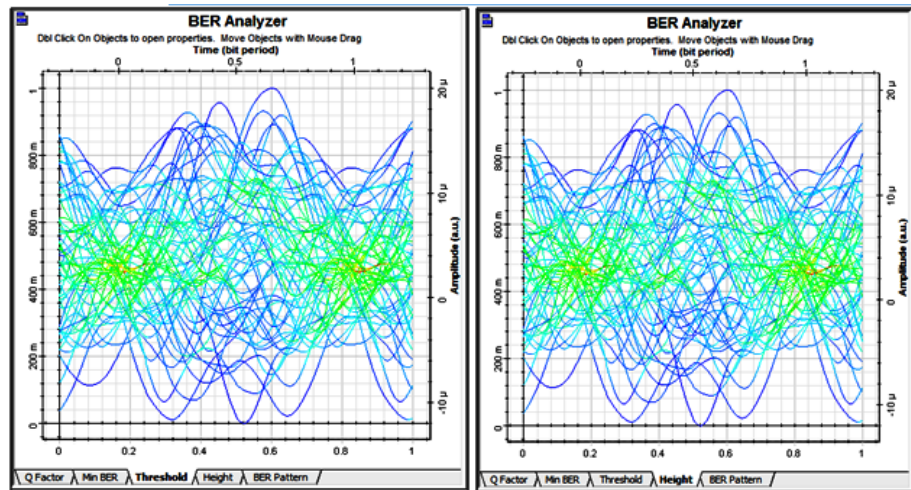 BER Analyzer
Dbl Click On Objects to open properties. Move Objects with Mouse Drag
Time (bit period)
0 0.5 1
1
800 m
600 m
400 m
200 m
0
20 µ
10 µ
0
-10 µ
Amplitude (a.u.)
0 0.2 0.4 0.6 0.8 1
Q Factor Min BER Threshold Height BER Pattern
BER Analyzer
Dbl Click On Objects to open properties. Move Objects with Mouse Drag
Time (bit period)
0 0.5 1
1
800 m
600 m
400 m
200 m
0
20 µ
10 µ
0
-10 µ
Amplitude (a.u.)
0 0.2 0.4 0.6 0.8 1
Q Factor Min BER Threshold Height BER Pattern